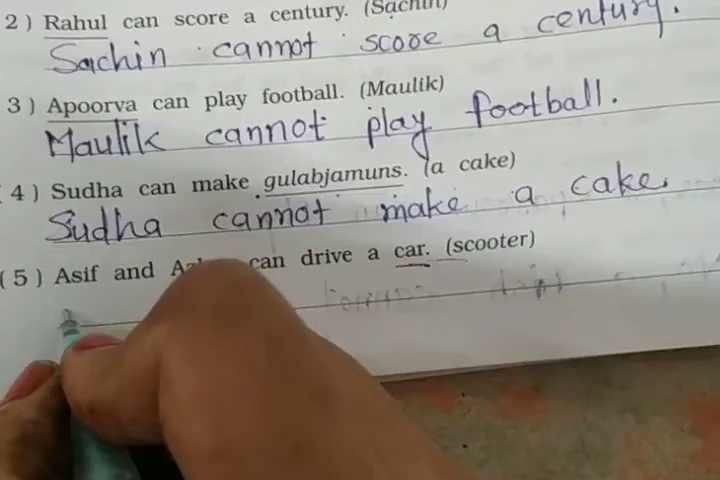 2 ) Rahul can score a century. (Sachin)
Sachin cannot score a century.
3 ) Apoorva can play football. (Maulik)
Maulik cannot play football.
( 4 ) Sudha can make gulabjamuns. (a cake)
Sudha cannot make a cake.
( 5 ) Asif and can drive a car. (scooter)